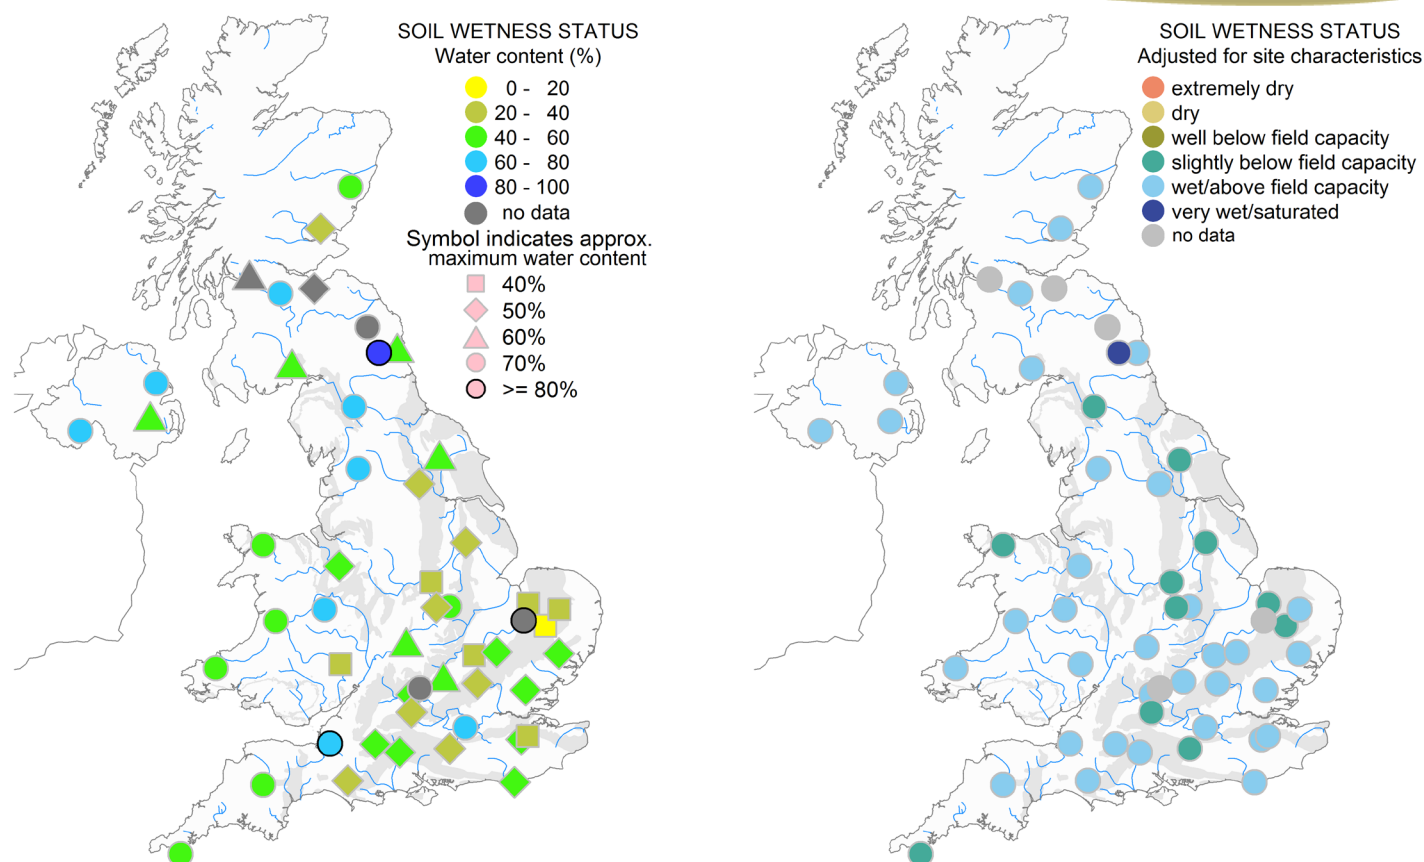 SOIL WETNESS STATUS
Water content (%)
0 - 20
20 - 40
40 - 60
60 - 80
80 - 100
no data
Symbol indicates approx.
maximum water content
40%
50%
60%
70%
>= 80%
SOIL WETNESS STATUS
Adjusted for site characteristics
extremely dry
dry
well below field capacity
slightly below field capacity
wet/above field capacity
very wet/saturated
no data